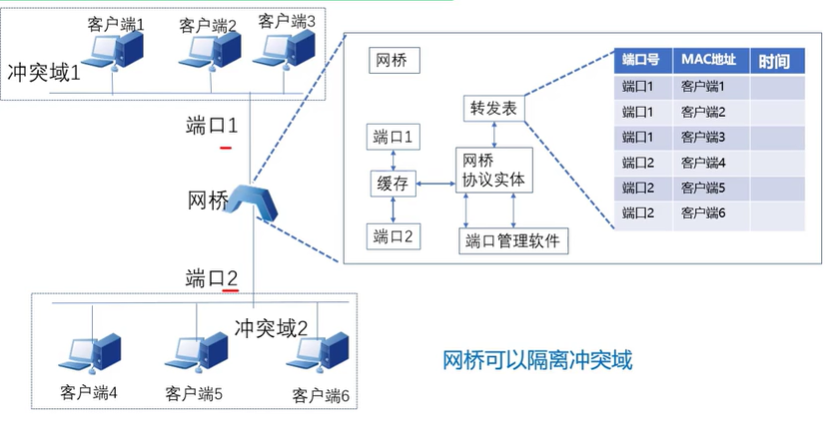 客户端1
客户端2
客户端3
冲突域1
端口1
网桥
端口2
冲突域2
客户端4
客户端5
客户端6
网桥
转发表
端口1
缓存
端口2
网桥
协议实体
端口管理软件
端口号 MAC地址 时间
端口1 客户端1
端口1 客户端2
端口1 客户端3
端口2 客户端4
端口2 客户端5
端口2 客户端6
网桥可以隔离冲突域